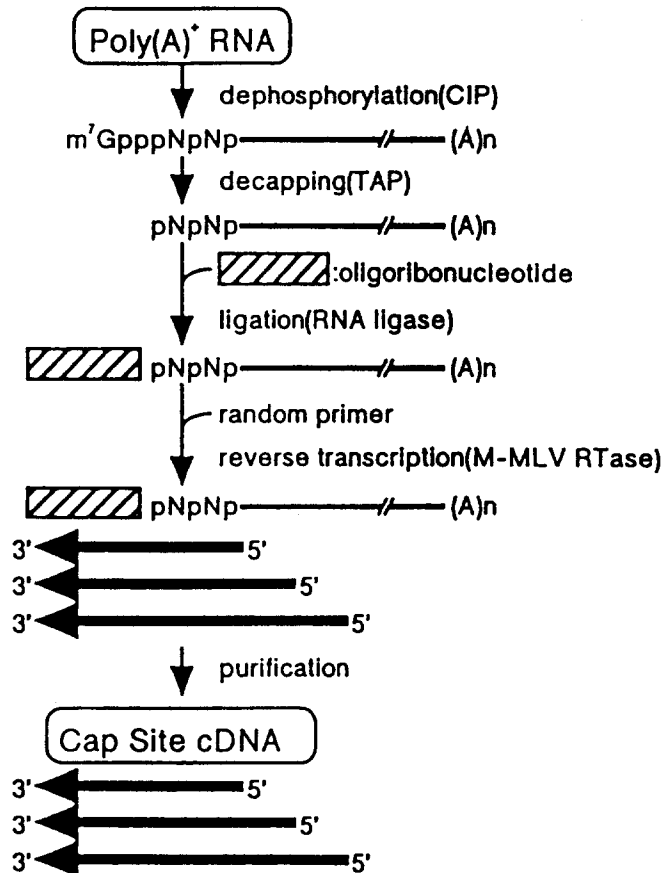 Poly(A)⁺ RNA
dephosphorylation(CIP)
m⁷GpppNpNp (A)n
decapping(TAP)
pNpNp (A)n
:oligoribonucleotide
ligation(RNA ligase)
pNpNp (A)n
random primer
reverse transcription(M-MLV RTase)
pNpNp (A)n
3' 5'
3' 5'
3' 5'
purification
Cap Site cDNA
3' 5'
3' 5'
3' 5'